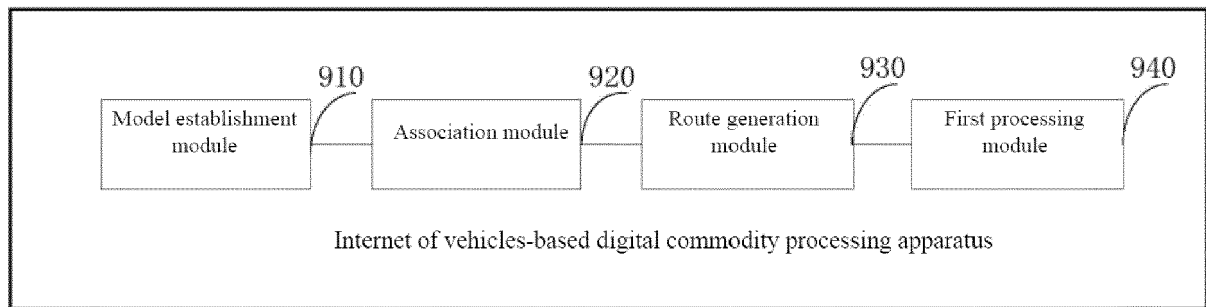 910
920
930
940
Model establishment
module
Association module
Route generation
module
First processing
module
Internet of vehicles-based digital commodity processing apparatus